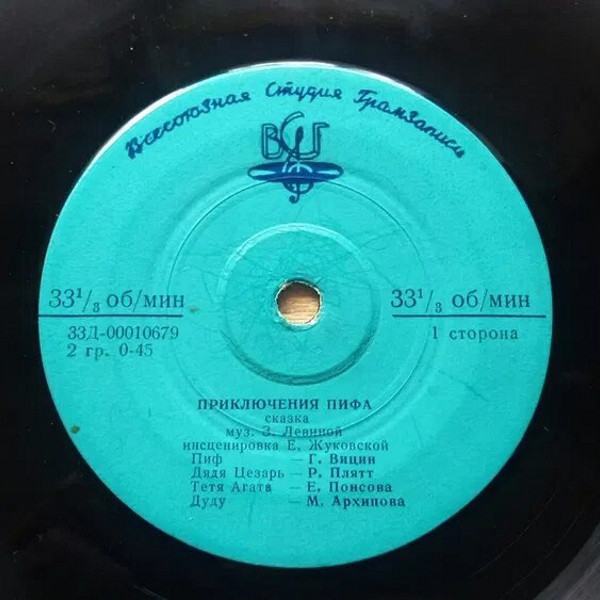 Всесоюзная Студия Грамзаписи
ВСГ
33¹/₃ об/мин
33¹/₃ об/мин
33Д-00010679
2 гр. 0-45
1 сторона
ПРИКЛЮЧЕНИЯ ПИФА
сказка
муз. З. Левиной
инсценировка Е. Жуковской
Пиф — Г. Вицин
Дядя Цезарь — Р. Плятт
Тетя Агата — Е. Понсова
Дуду — М. Архипова